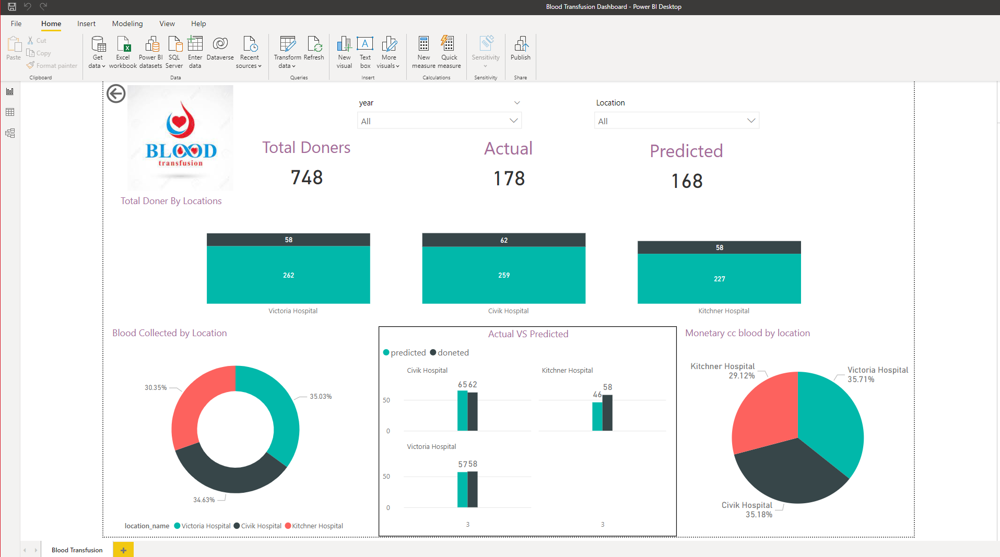 Blood Transfusion Dashboard - Power BI Desktop
File Home Insert Modeling View Help
Paste
Cut
Copy
Format painter
Clipboard
Get data
Excel workbook
Power BI datasets
SQL Server
Enter data
Dataverse
Recent sources
Data
Transform data
Refresh
Queries
New visual
Text box
More visuals
Insert
New measure
Quick measure
Calculations
Sensitivity
Sensitivity
Publish
Share
BLOOD
transfusion
year
All
Location
All
Total Doners
748
Actual
178
Predicted
168
Total Doner By Locations
58
262
Victoria Hospital
62
259
Civik Hospital
58
227
Kitchner Hospital
Blood Collected by Location
30.35%
35.03%
34.63%
location_name Victoria Hospital Civik Hospital Kitchner Hospital
Actual VS Predicted
predicted doneted
Civik Hospital
65 62
50
0
Kitchner Hospital
46
58
Victoria Hospital
57 58
50
0
3
3
Monetary cc blood by location
Kitchner Hospital
29.12%
Victoria Hospital
35.71%
Civik Hospital
35.18%
Blood Transfusion